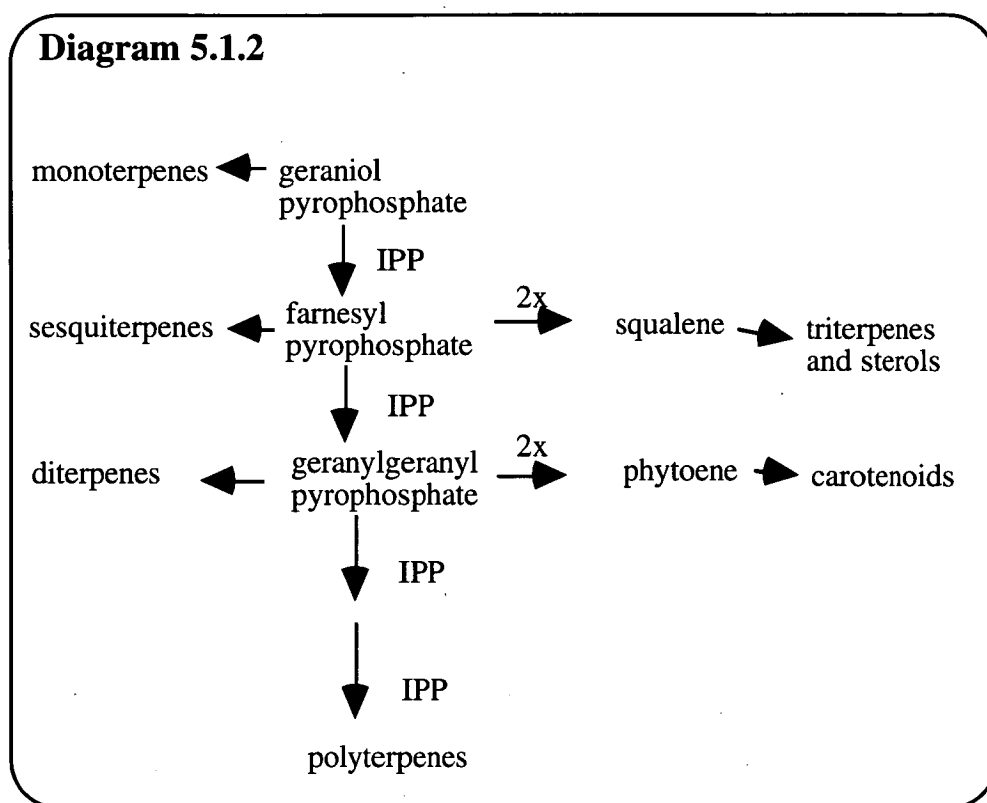 Diagram 5.1.2
monoterpenes
geraniol
pyrophosphate
IPP
sesquiterpenes
farnesyl
pyrophosphate
2x
squalene
triterpenes
and sterols
IPP
diterpenes
geranylgeranyl
pyrophosphate
2x
phytoene
carotenoids
IPP
IPP
polyterpenes